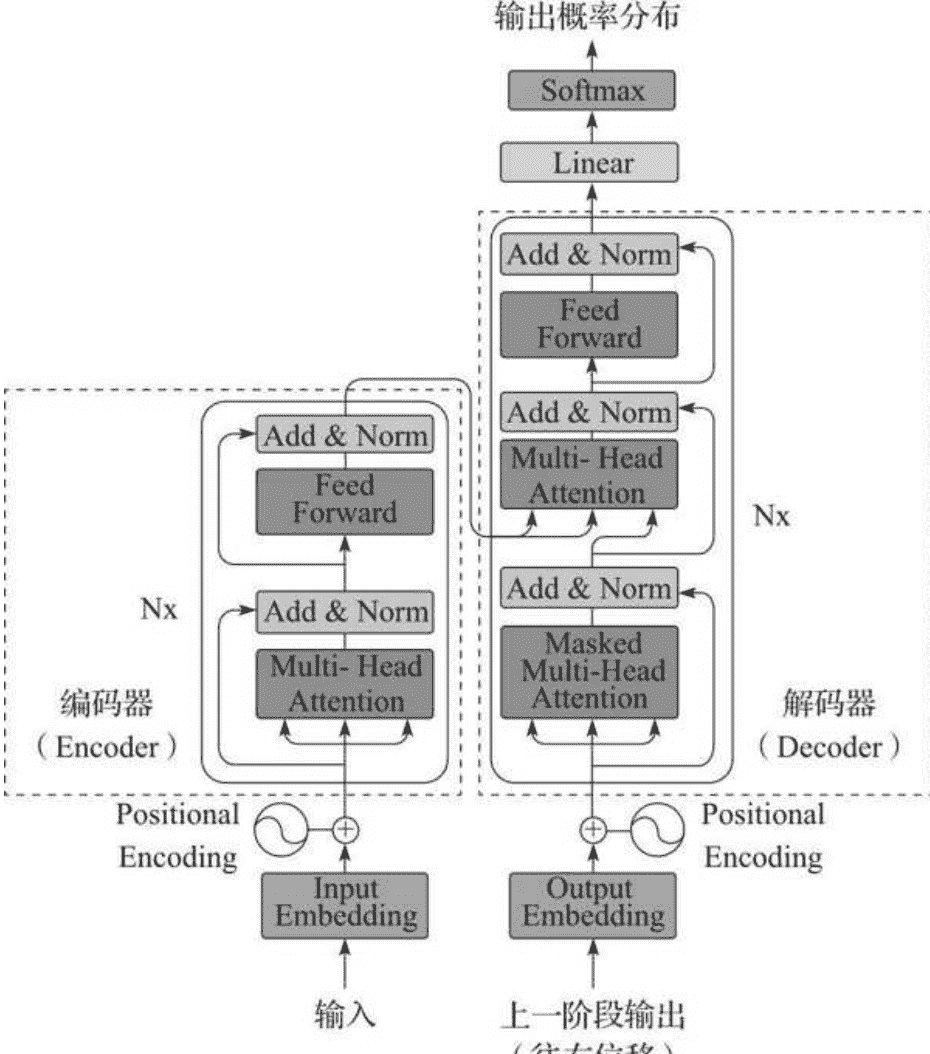 输出概率分布
Softmax
Linear
Add & Norm
Feed
Forward
Add & Norm
Multi- Head
Attention
Nx
Add & Norm
Masked
Multi-Head
Attention
解码器
（Decoder）
Add & Norm
Feed
Forward
Nx
Add & Norm
Multi- Head
Attention
编码器
（Encoder）
Positional
Encoding
Positional
Encoding
Input
Embedding
Output
Embedding
输入
上一阶段输出